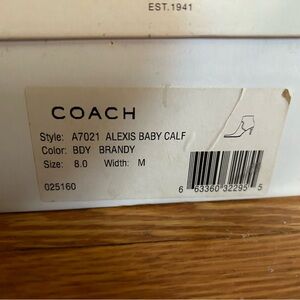 EST.1941
COACH
Style: A7021 ALEXIS BABY CALF
Color: BDY BRANDY
Size: 8.0 Width: M
025160
6 63360 32295 5